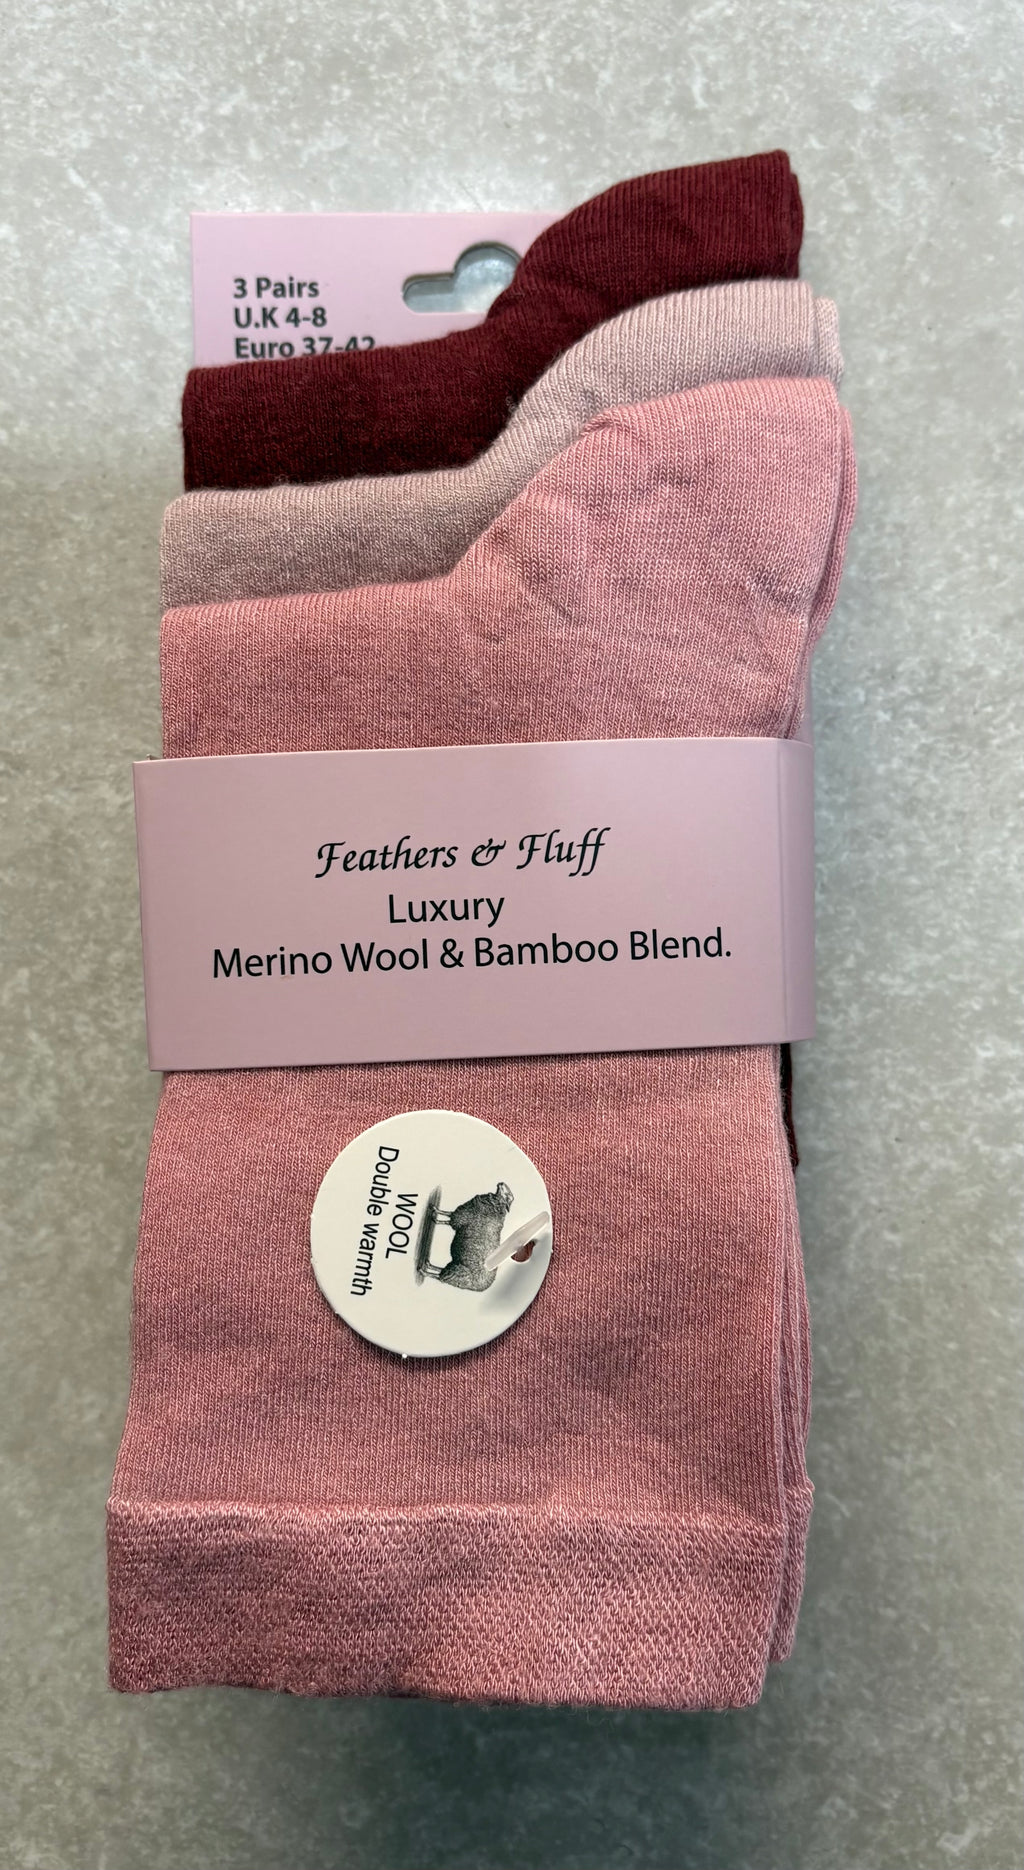 3 Pairs
U.K 4-8
Euro 37-42
Feathers & Fluff
Luxury
Merino Wool & Bamboo Blend.
WOOL
Double warmth